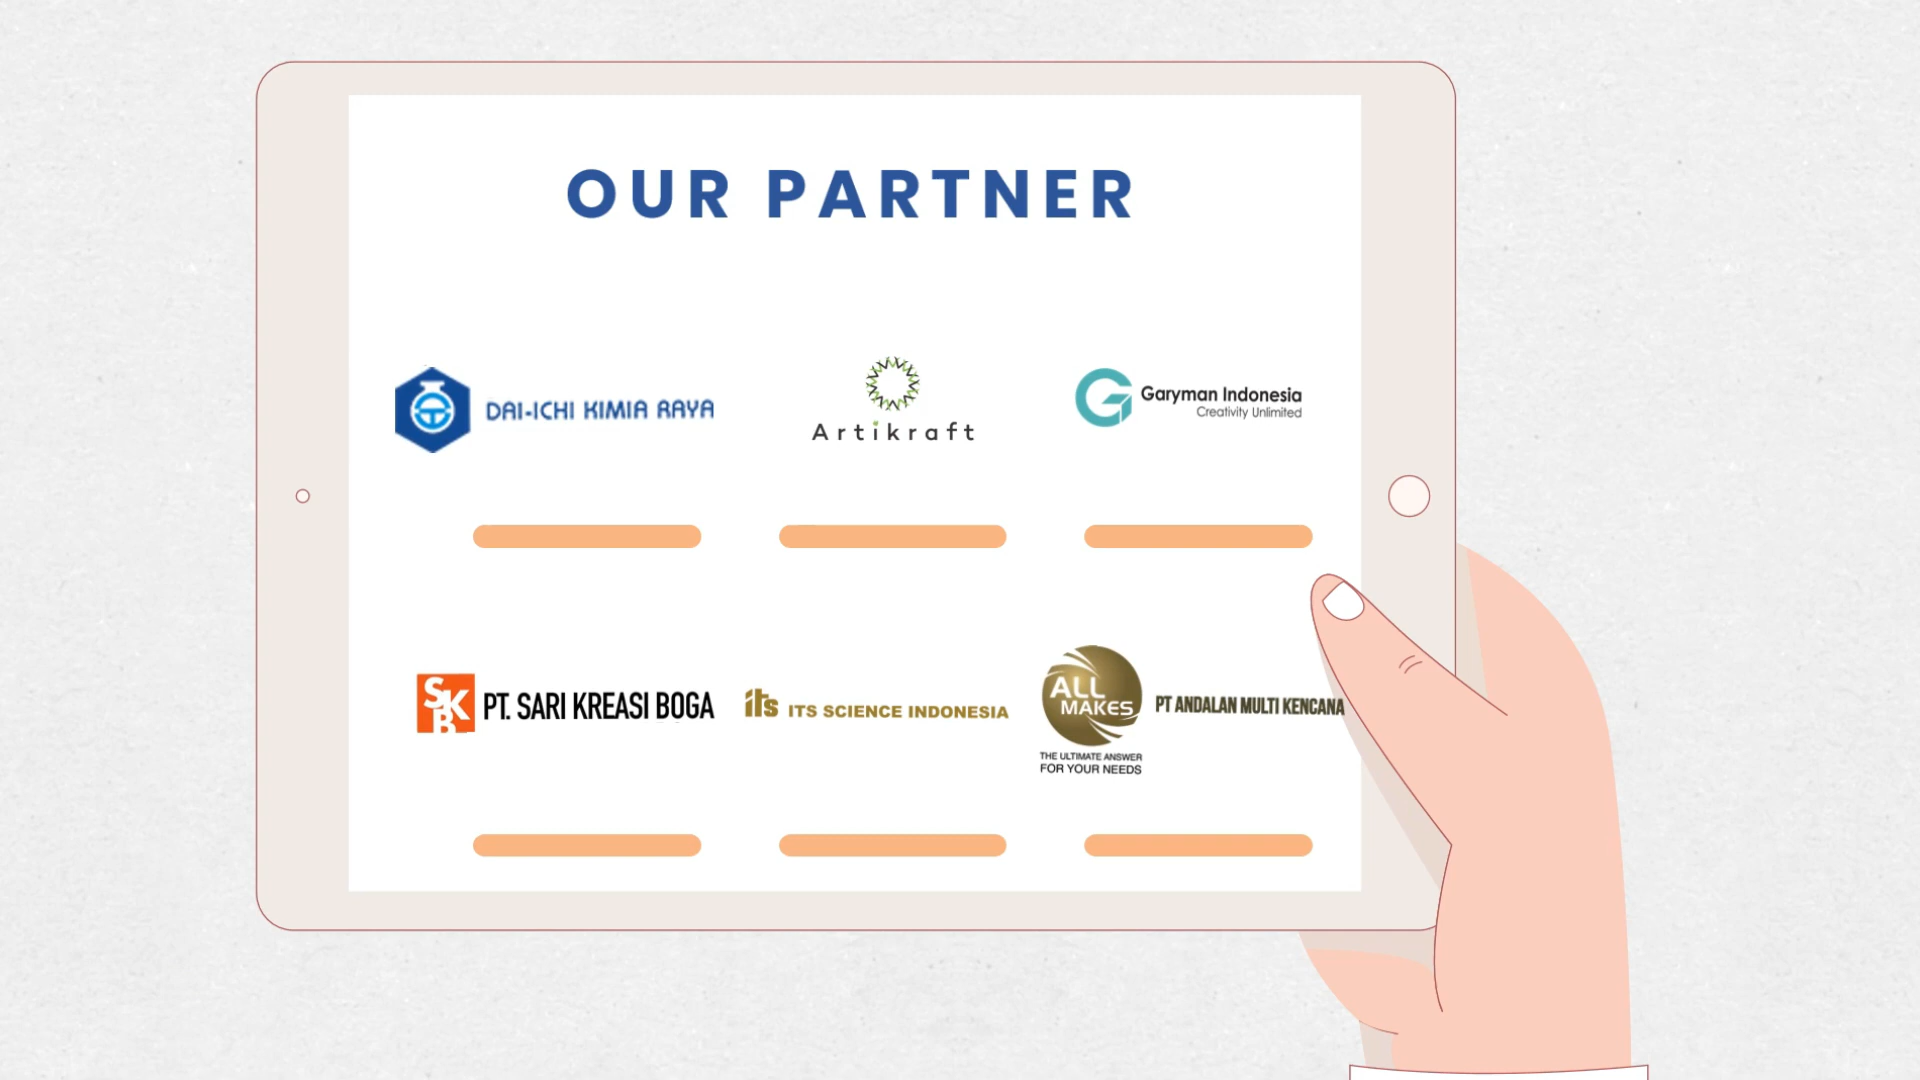 OUR PARTNER
DAI-ICHI KIMIA RAYA
Artikraft
Garyman Indonesia
Creativity Unlimited
SKB
PT. SARI KREASI BOGA
its ITS SCIENCE INDONESIA
ALL
MAKES
PT ANDALAN MULTI KENCANA
THE ULTIMATE ANSWER
FOR YOUR NEEDS